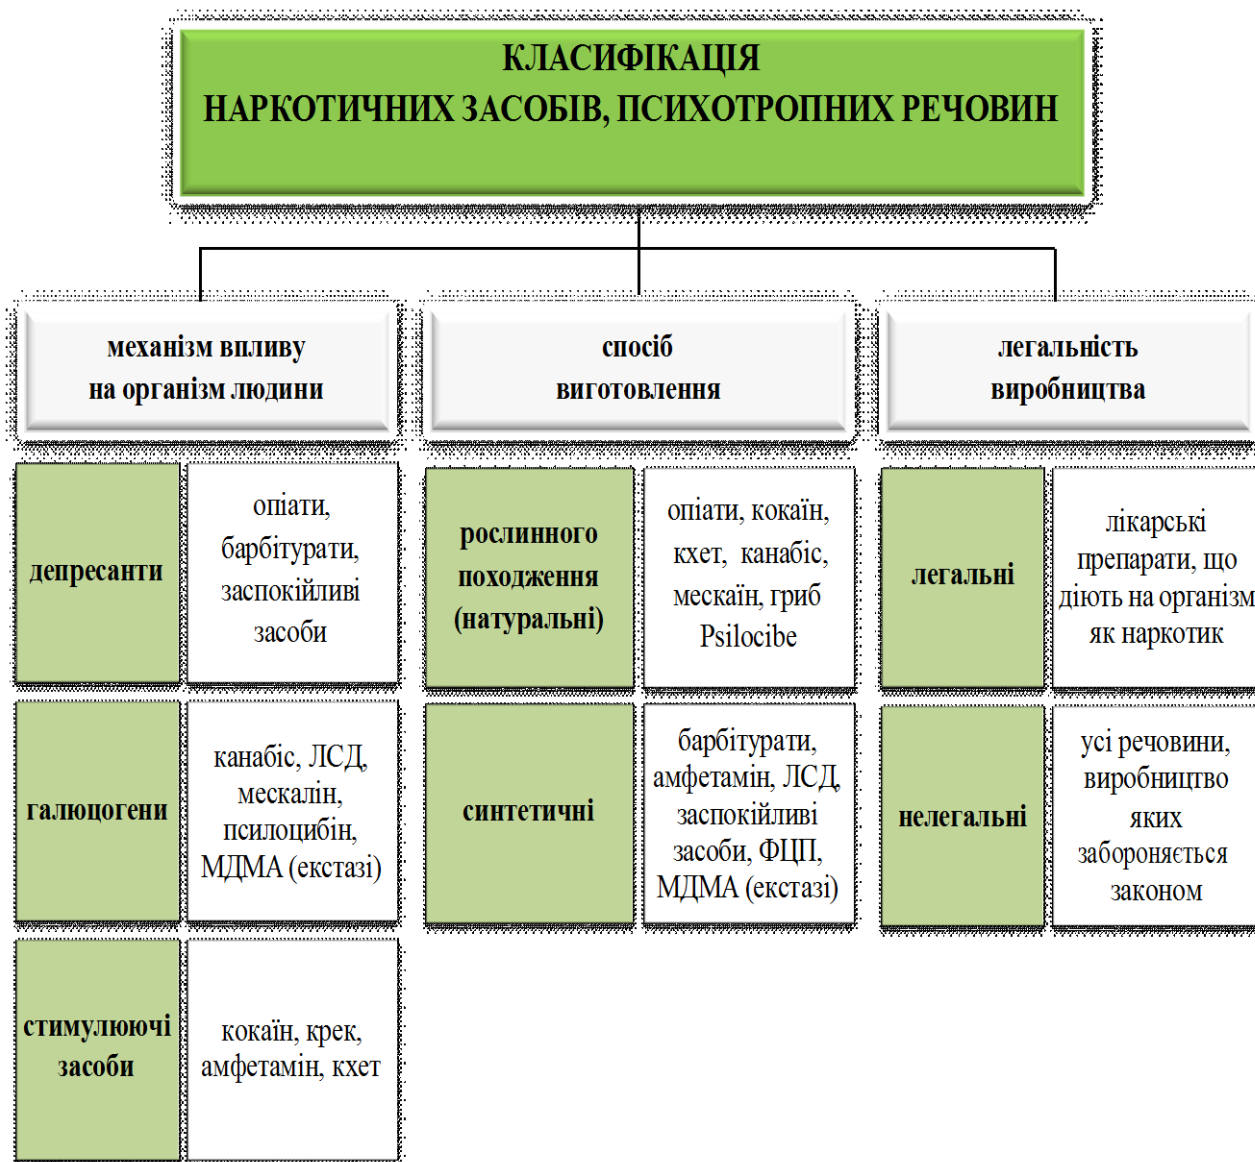 КЛАСИФІКАЦІЯ
НАРКОТИЧНИХ ЗАСОБІВ, ПСИХОТРОПНИХ РЕЧОВИН
механізм впливу
на організм людини
депресанти
опіати,
барбітурати,
заспокійливі
засоби
галюцогени
канабіс, ЛСД,
мескалін,
псилоцибін,
МДМА (екстазі)
стимулюючі
засоби
кокаїн, крек,
амфетамін, кхет
спосіб
виготовлення
рослинного
походження
(натуральні)
опіати, кокаїн,
кхет, канабіс,
мескаїн, гриб
Psilocibe
синтетичні
барбітурати,
амфетамін, ЛСД,
заспокійливі
засоби, ФЦП,
МДМА (екстазі)
легальність
виробництва
легальні
лікарські
препарати, що
діють на організм
як наркотик
нелегальні
усі речовини,
виробництво
яких
забороняється
законом